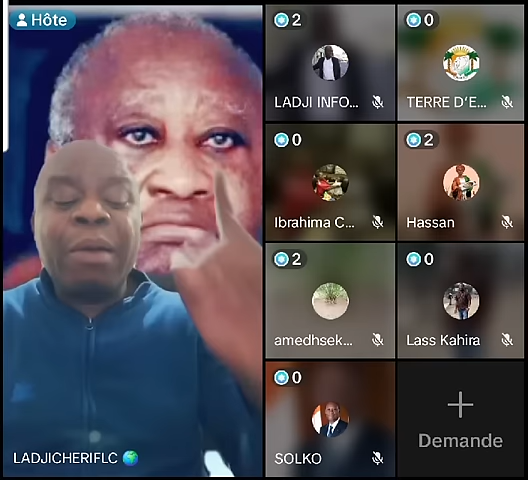 Hôte
2
LADJI INFO...
0
TERRE D'E...
0
Ibrahima C...
2
Hassan
2
amedhsek...
0
Lass Kahira
LADJICHERIFLC
0
SOLKO
Demande